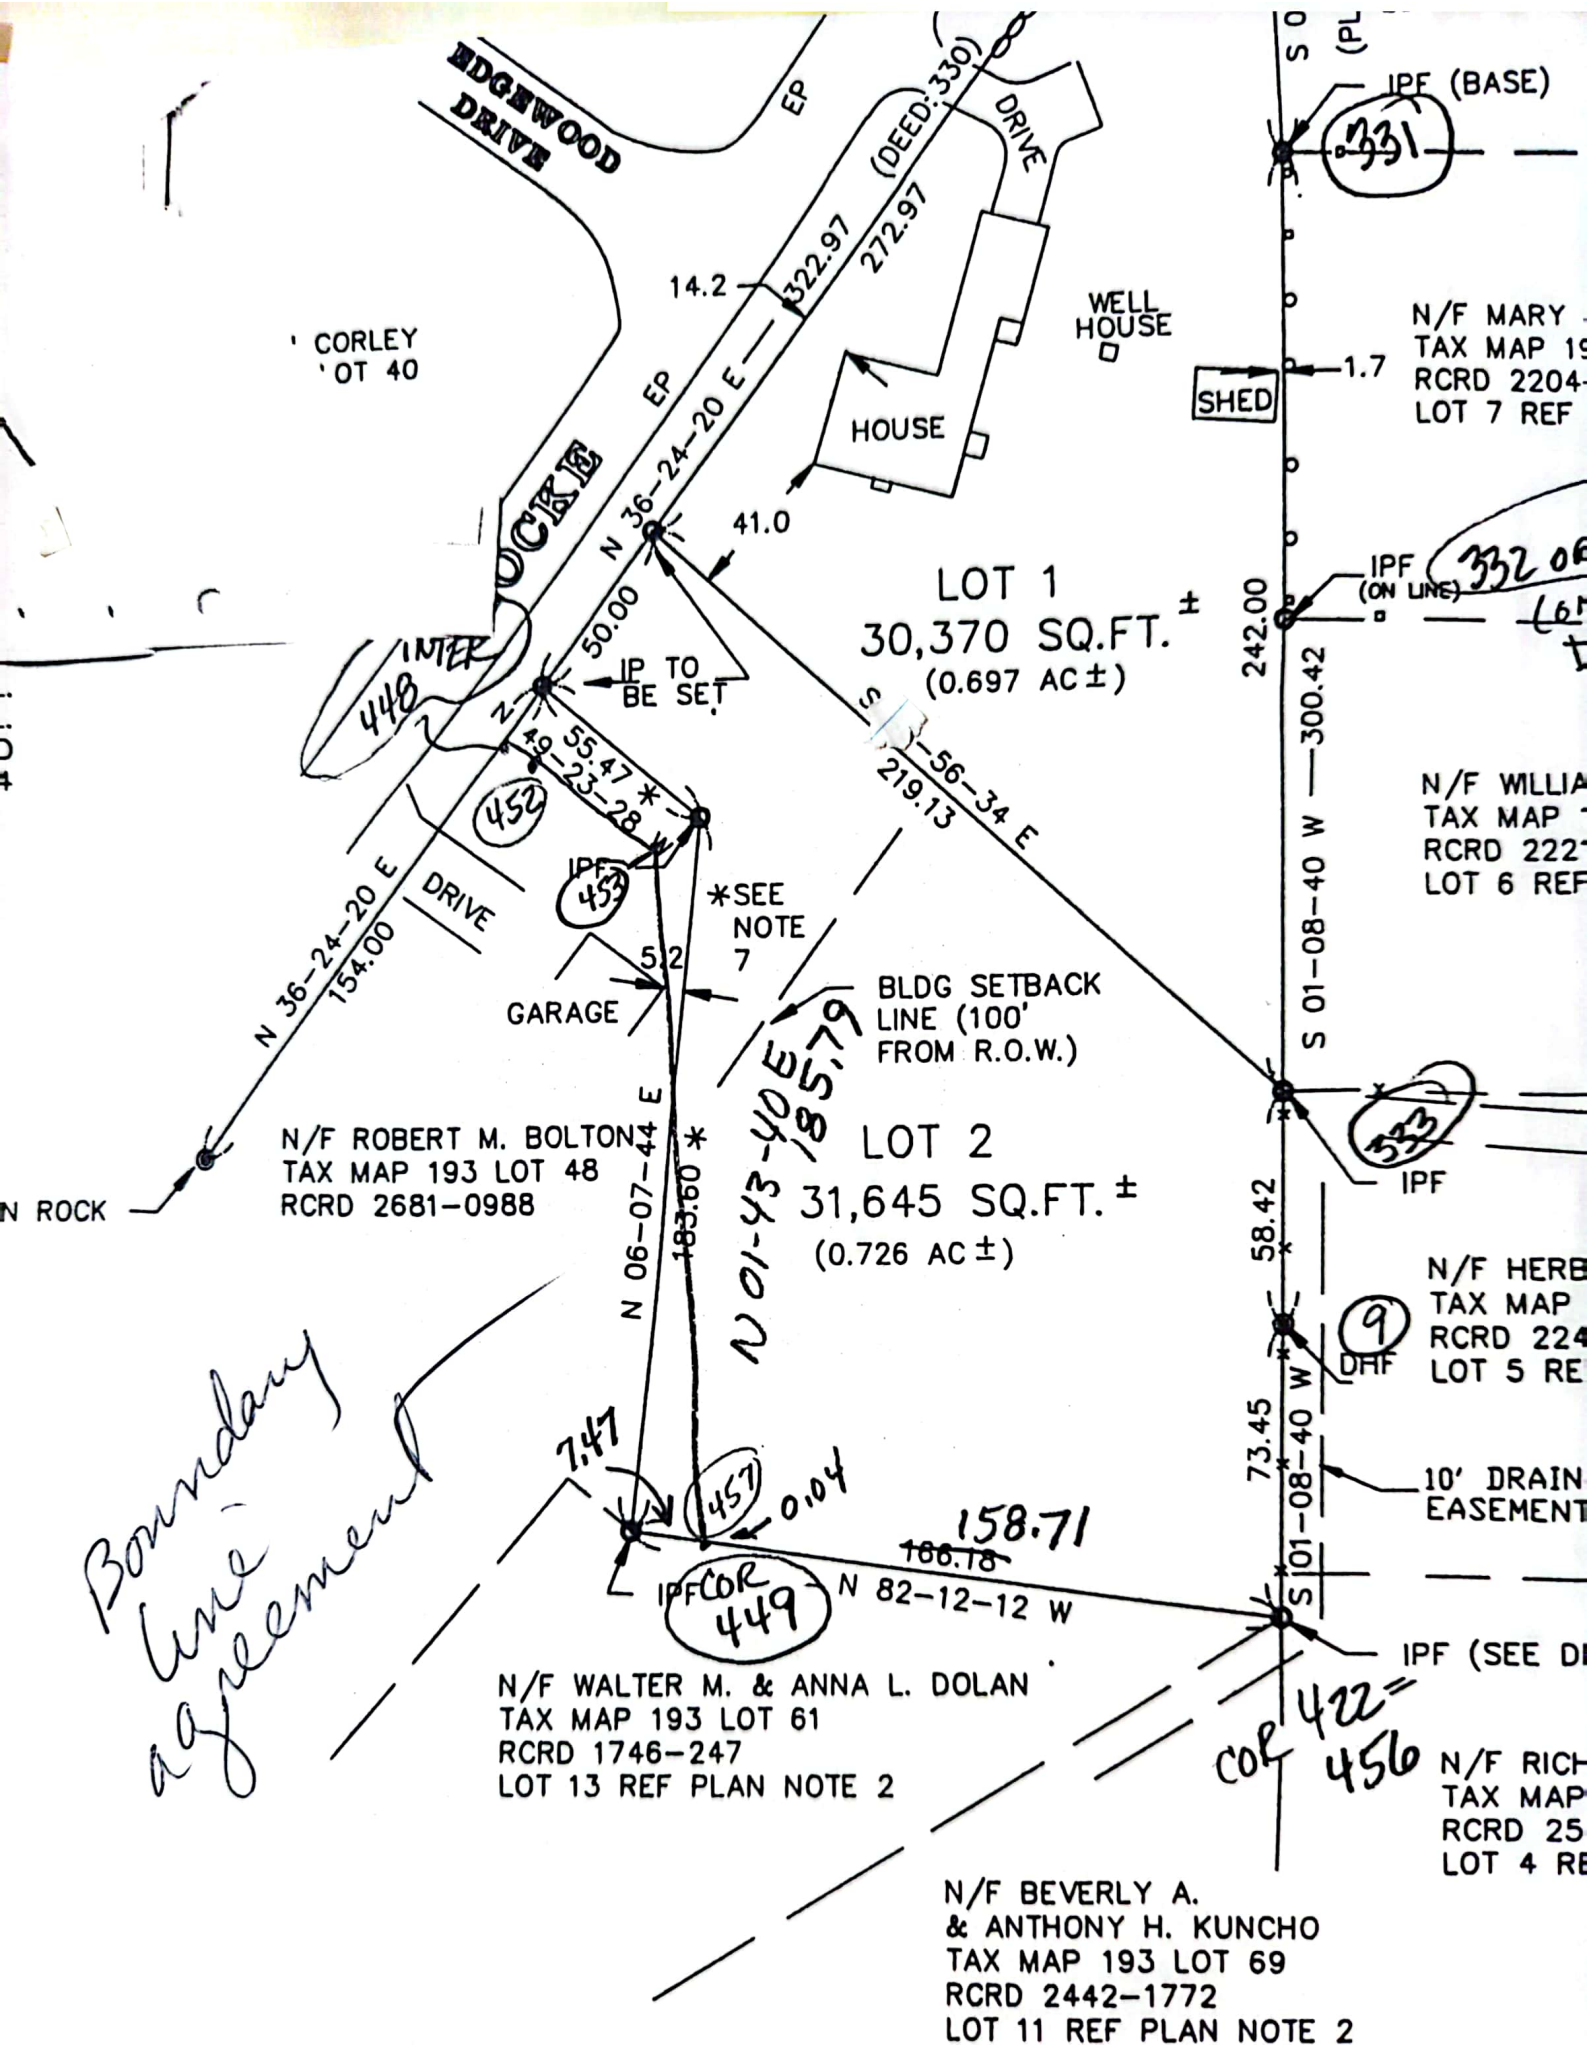 EDGEWOOD
DRIVE
EP
(DEED: 330)
DRIVE
S 0
(PL
IPF (BASE)
331
322.97
272.97
14.2
WELL
HOUSE
CORLEY
OT 40
N/F MARY
TAX MAP 19
RCRD 2204-
LOT 7 REF
1.7
SHED
EP
HOUSE
OCKE
N 36-24-20 E
41.0
LOT 1
30,370 SQ.FT. ±
(0.697 AC ±)
IPF
(ON LINE)
332
242.00
300.42
50.00
IP TO
BE SET
INTER
448
55.47 *
N 49-23-28 W
452
56-34 E
219.13
N/F WILLIA
TAX MAP
RCRD 222
LOT 6 REF
S 01-08-40 W
IPF
453
*SEE
NOTE
7
DRIVE
N 36-24-20 E
154.00
5.2
GARAGE
BLDG SETBACK
LINE (100'
FROM R.O.W.)
N 01-43-40 E
185.79
333
IPF
N/F ROBERT M. BOLTON
TAX MAP 193 LOT 48
RCRD 2681-0988
N ROCK
N 06-07-44 E
183.60 *
LOT 2
31,645 SQ.FT. ±
(0.726 AC ±)
58.42
N/F HERB
TAX MAP
RCRD 224
LOT 5 RE
9
DHF
Boundary
line
agreement
73.45
S 01-08-40 W
10' DRAIN
EASEMENT
7.47
457
0.04
158.71
166.18
N 82-12-12 W
IPF
COR
449
IPF (SEE DE
422=
COR 456
N/F WALTER M. & ANNA L. DOLAN
TAX MAP 193 LOT 61
RCRD 1746-247
LOT 13 REF PLAN NOTE 2
N/F RICH
TAX MAP
RCRD 25
LOT 4 RE
N/F BEVERLY A.
& ANTHONY H. KUNCHO
TAX MAP 193 LOT 69
RCRD 2442-1772
LOT 11 REF PLAN NOTE 2